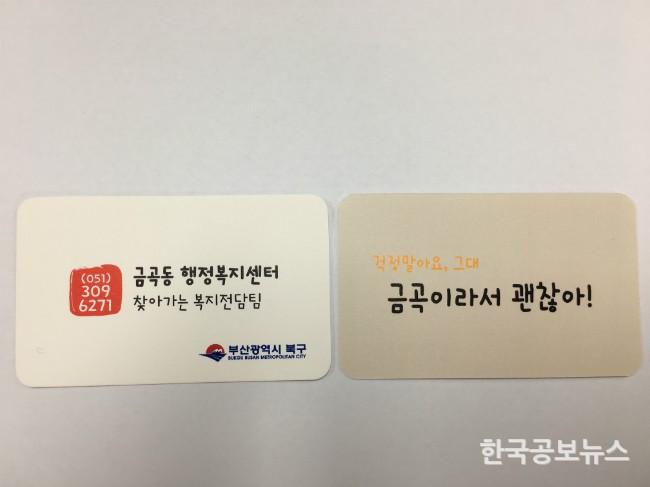 (051)
309
6271
금곡동 행정복지센터
찾아가는 복지전담팀
부산광역시 북구
BUKGU BUSAN METROPOLITAN CITY
걱정말아요, 그대
금곡이라서 괜찮아!
한국공보뉴스